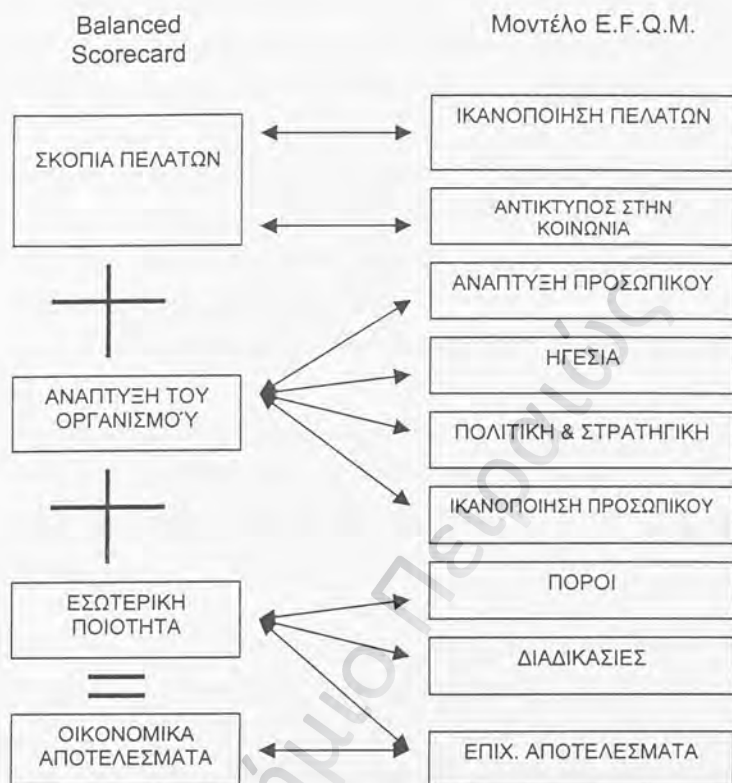 Balanced
Scorecard
Μοντέλο E.F.Q.M.
ΣΚΟΠΙΑ ΠΕΛΑΤΩΝ
ΙΚΑΝΟΠΟΙΗΣΗ ΠΕΛΑΤΩΝ
ΑΝΤΙΚΤΥΠΟΣ ΣΤΗΝ
ΚΟΙΝΩΝΙΑ
ΑΝΑΠΤΥΞΗ ΠΡΟΣΩΠΙΚΟΥ
ΗΓΕΣΙΑ
ΑΝΑΠΤΥΞΗ ΤΟΥ
ΟΡΓΑΝΙΣΜΟΎ
ΠΟΛΙΤΙΚΗ & ΣΤΡΑΤΗΓΙΚΗ
ΙΚΑΝΟΠΟΙΗΣΗ ΠΡΟΣΩΠΙΚΟΥ
ΕΣΩΤΕΡΙΚΗ
ΠΟΙΟΤΗΤΑ
ΠΟΡΟΙ
ΔΙΑΔΙΚΑΣΙΕΣ
ΟΙΚΟΝΟΜΙΚΑ
ΑΠΟΤΕΛΕΣΜΑΤΑ
ΕΠΙΧ. ΑΠΟΤΕΛΕΣΜΑΤΑ
Πειραιώς